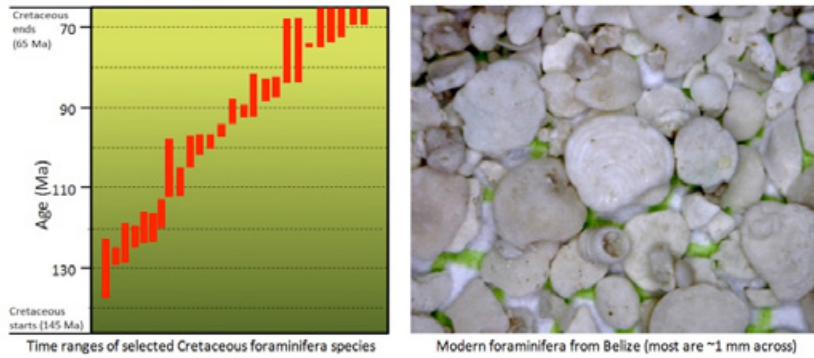 Cretaceous
ends
(65 Ma)
70
90
110
130
Age (Ma)
Cretaceous
starts (145 Ma)
Time ranges of selected Cretaceous foraminifera species
Modern foraminifera from Belize (most are ~1 mm across)